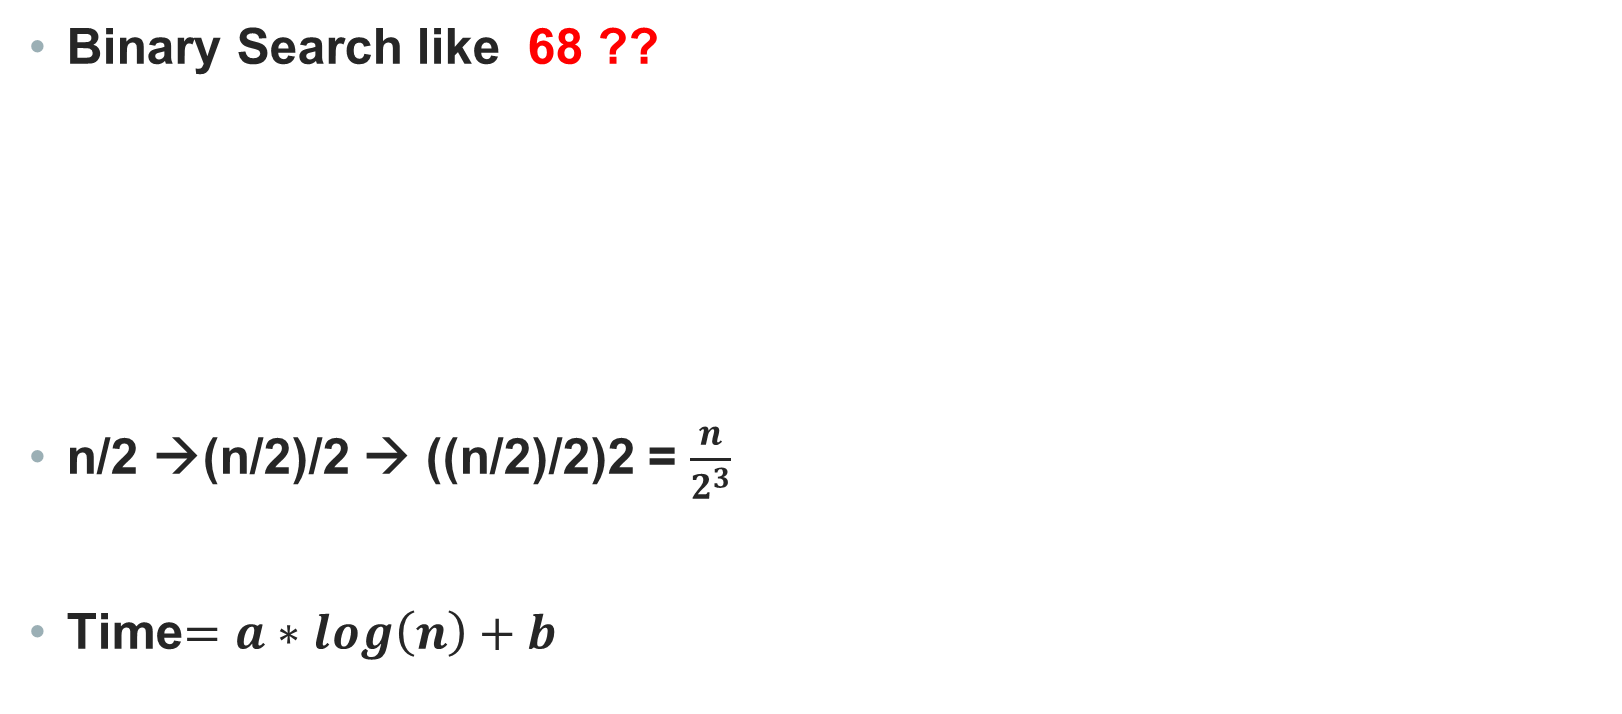 • Binary Search like 68 ??
• n/2 →(n/2)/2 → ((n/2)/2)2 = n/2³
• Time= a * log(n) + b